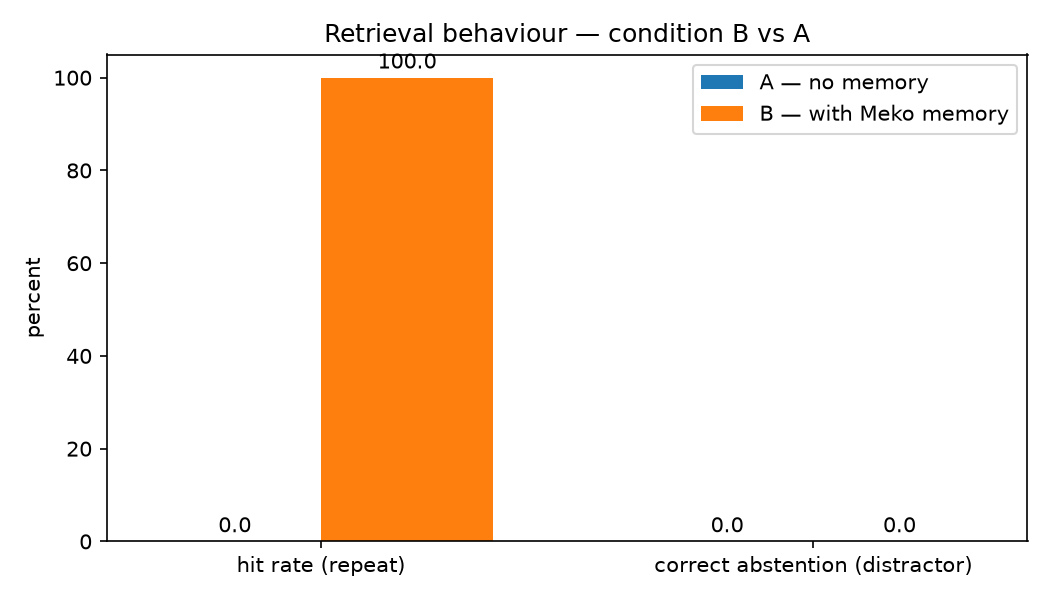 Retrieval behaviour — condition B vs A
100.0
A — no memory
B — with Meko memory
100
80
60
40
20
0
percent
0.0
0.0
0.0
hit rate (repeat)
correct abstention (distractor)